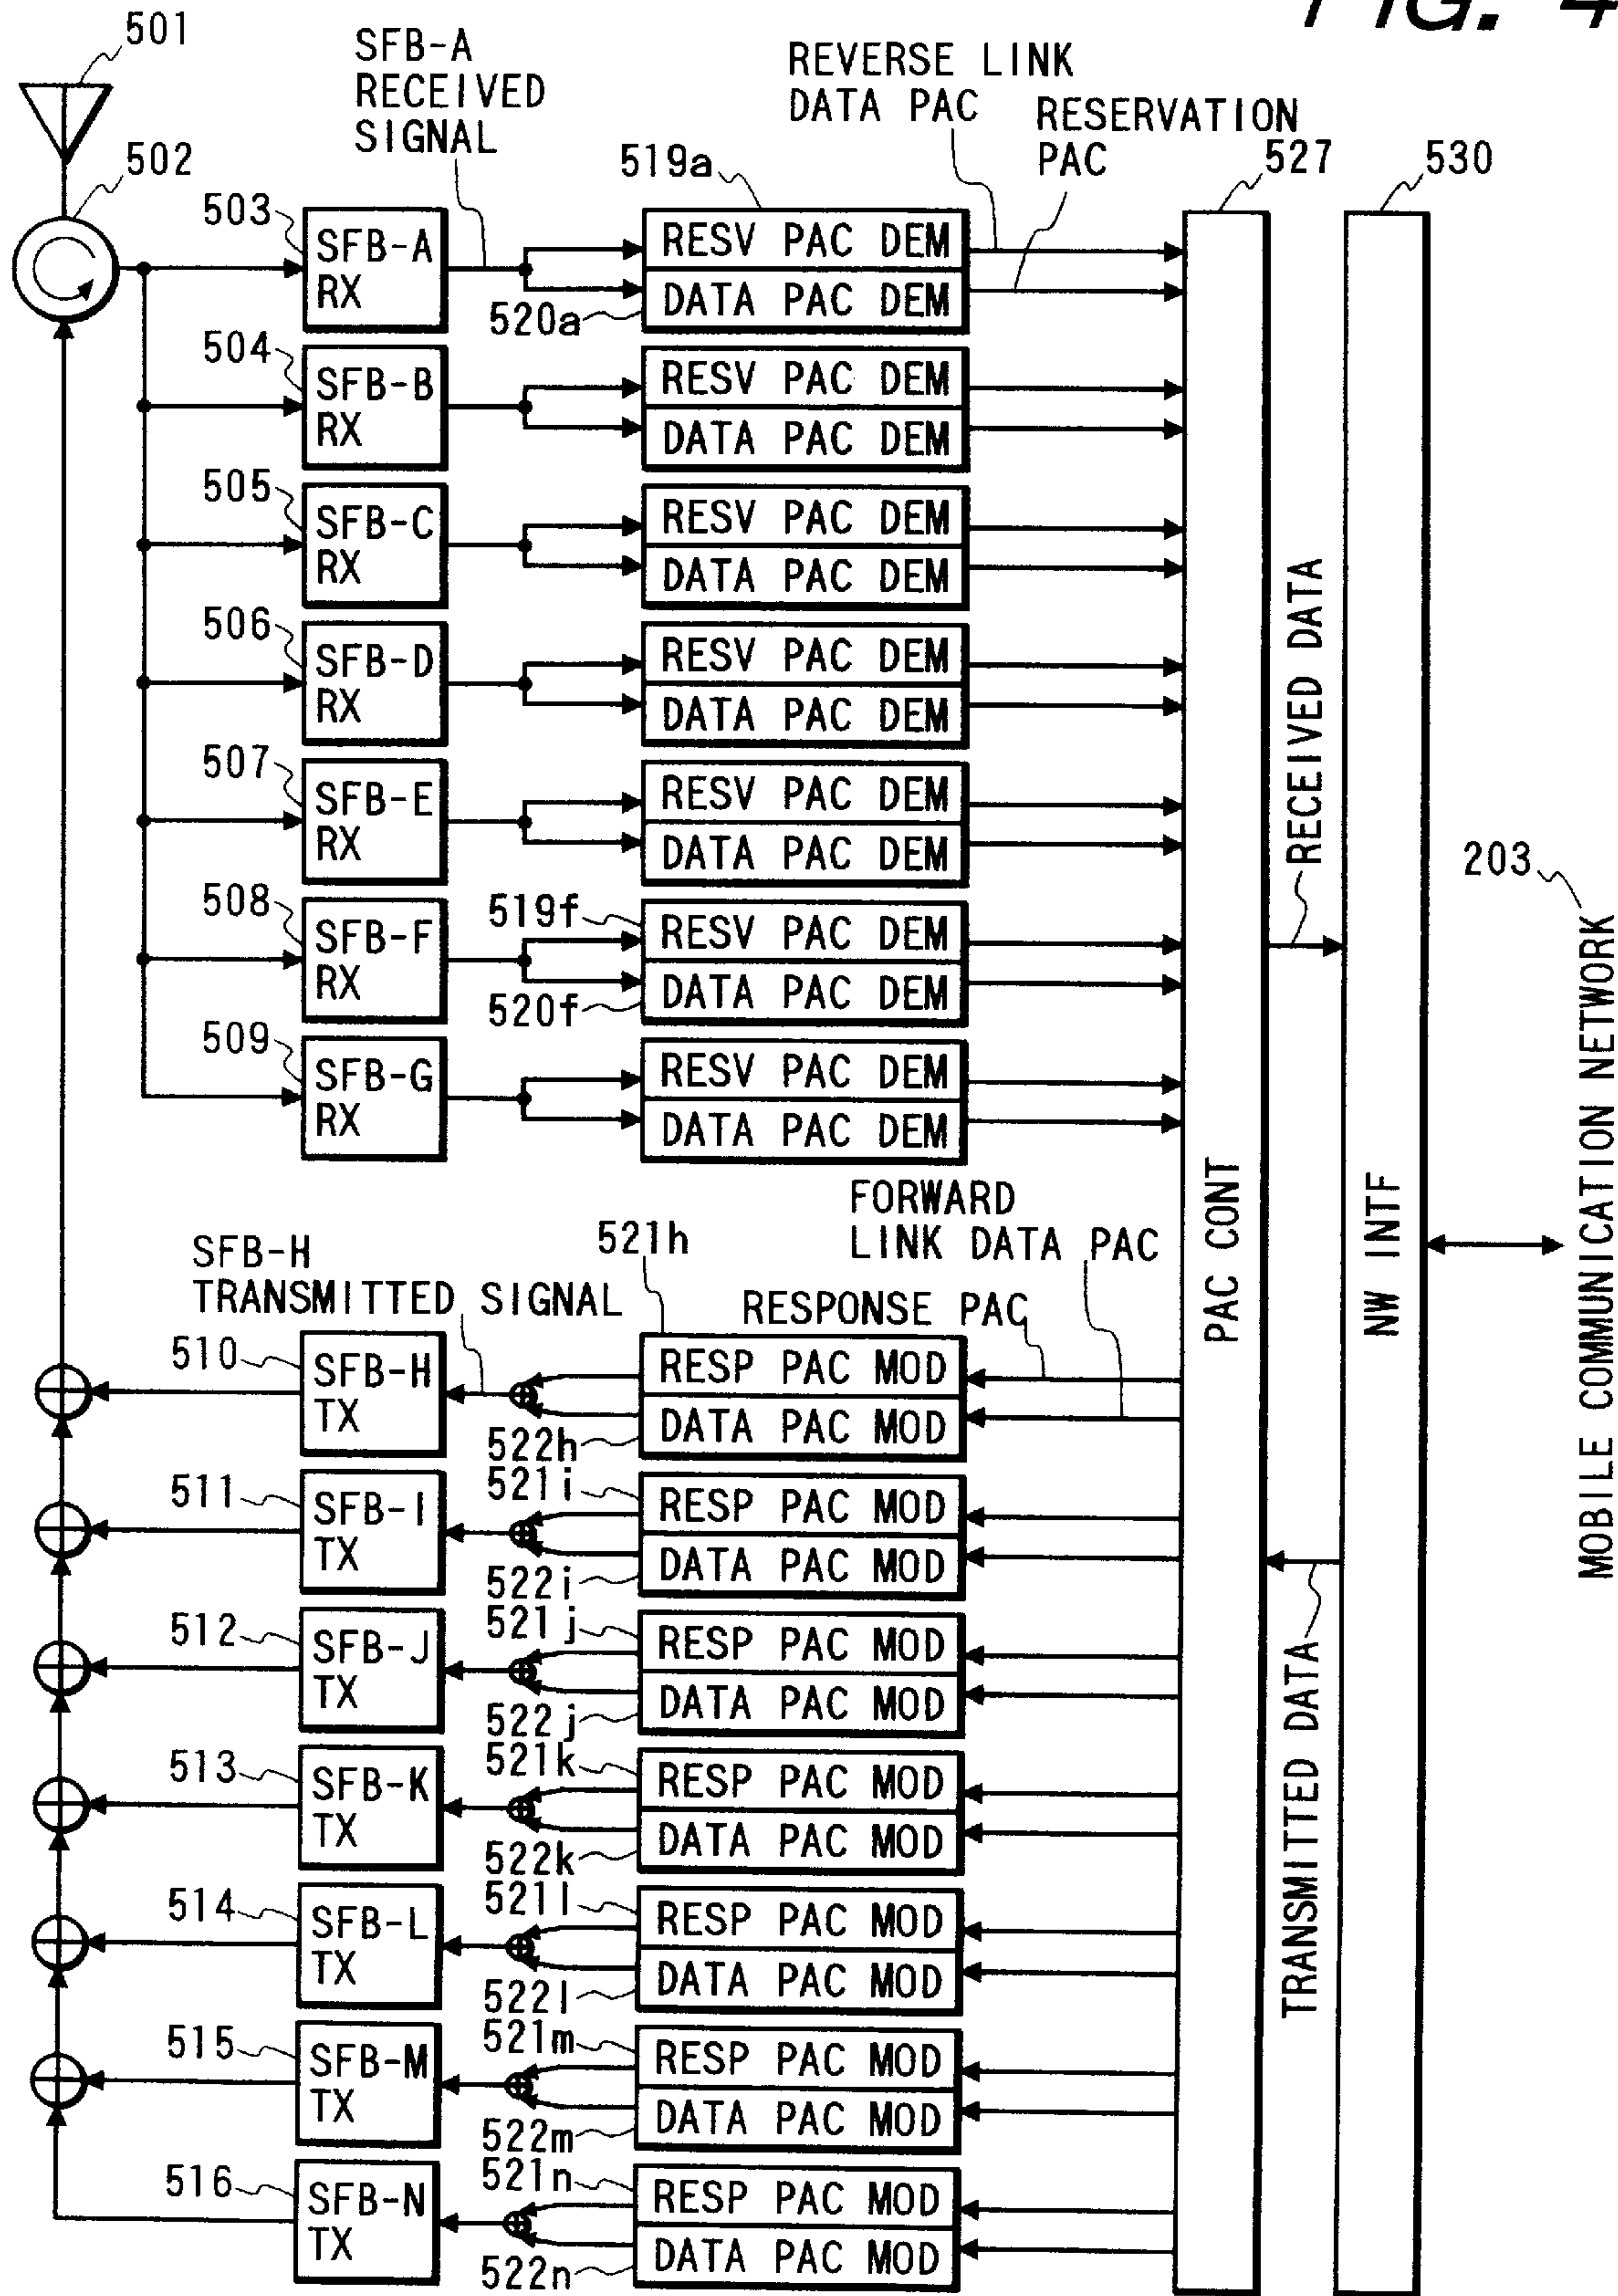 FIG. 4
501
SFB-A
RECEIVED
SIGNAL
REVERSE LINK
DATA PAC
RESERVATION
PAC
502
519a
527
530
503
SFB-A
RX
RESV PAC DEM
DATA PAC DEM
520a
504
SFB-B
RX
RESV PAC DEM
DATA PAC DEM
505
SFB-C
RX
RESV PAC DEM
DATA PAC DEM
506
SFB-D
RX
RESV PAC DEM
DATA PAC DEM
507
SFB-E
RX
RESV PAC DEM
DATA PAC DEM
RECEIVED DATA
203
508
SFB-F
RX
519f
RESV PAC DEM
DATA PAC DEM
520f
509
SFB-G
RX
RESV PAC DEM
DATA PAC DEM
PAC CONT
NW INTF
MOBILE COMMUNICATION NETWORK
FORWARD
LINK DATA PAC
521h
SFB-H
TRANSMITTED SIGNAL
RESPONSE PAC
510
SFB-H
TX
RESP PAC MOD
DATA PAC MOD
522h
511
SFB-I
TX
521i
RESP PAC MOD
DATA PAC MOD
522i
512
SFB-J
TX
521j
RESP PAC MOD
DATA PAC MOD
522j
TRANSMITTED DATA
513
SFB-K
TX
521k
RESP PAC MOD
DATA PAC MOD
522k
514
SFB-L
TX
521l
RESP PAC MOD
DATA PAC MOD
522l
515
SFB-M
TX
521m
RESP PAC MOD
DATA PAC MOD
522m
516
SFB-N
TX
521n
RESP PAC MOD
DATA PAC MOD
522n